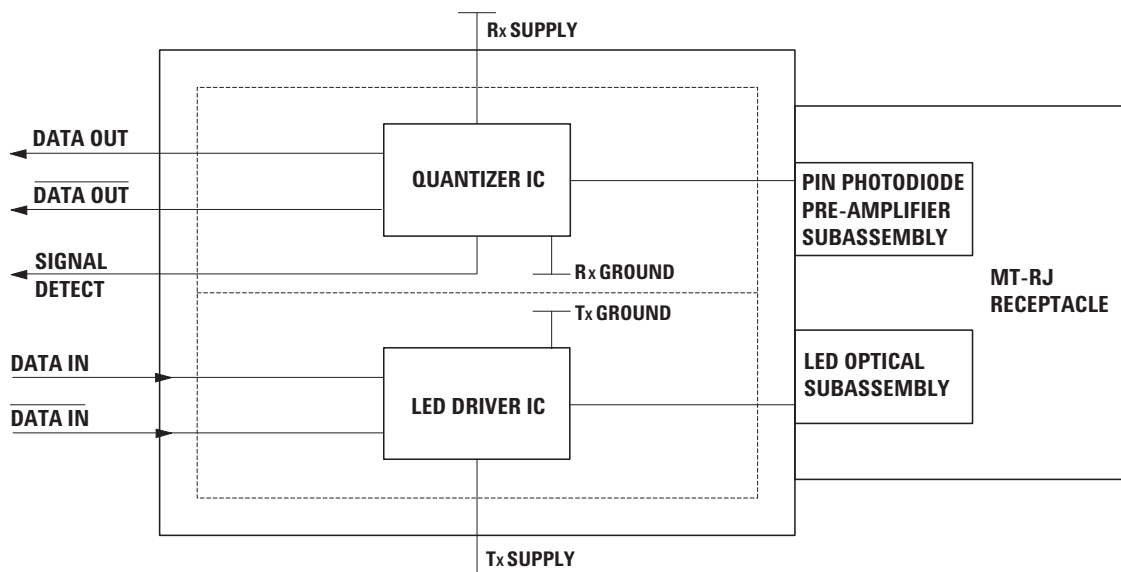 Rx SUPPLY
DATA OUT
QUANTIZER IC
DATA OUT
PIN PHOTODIODE
PRE-AMPLIFIER
SUBASSEMBLY
SIGNAL
DETECT
Rx GROUND
MT-RJ
RECEPTACLE
Tx GROUND
DATA IN
LED DRIVER IC
DATA IN
LED OPTICAL
SUBASSEMBLY
Tx SUPPLY